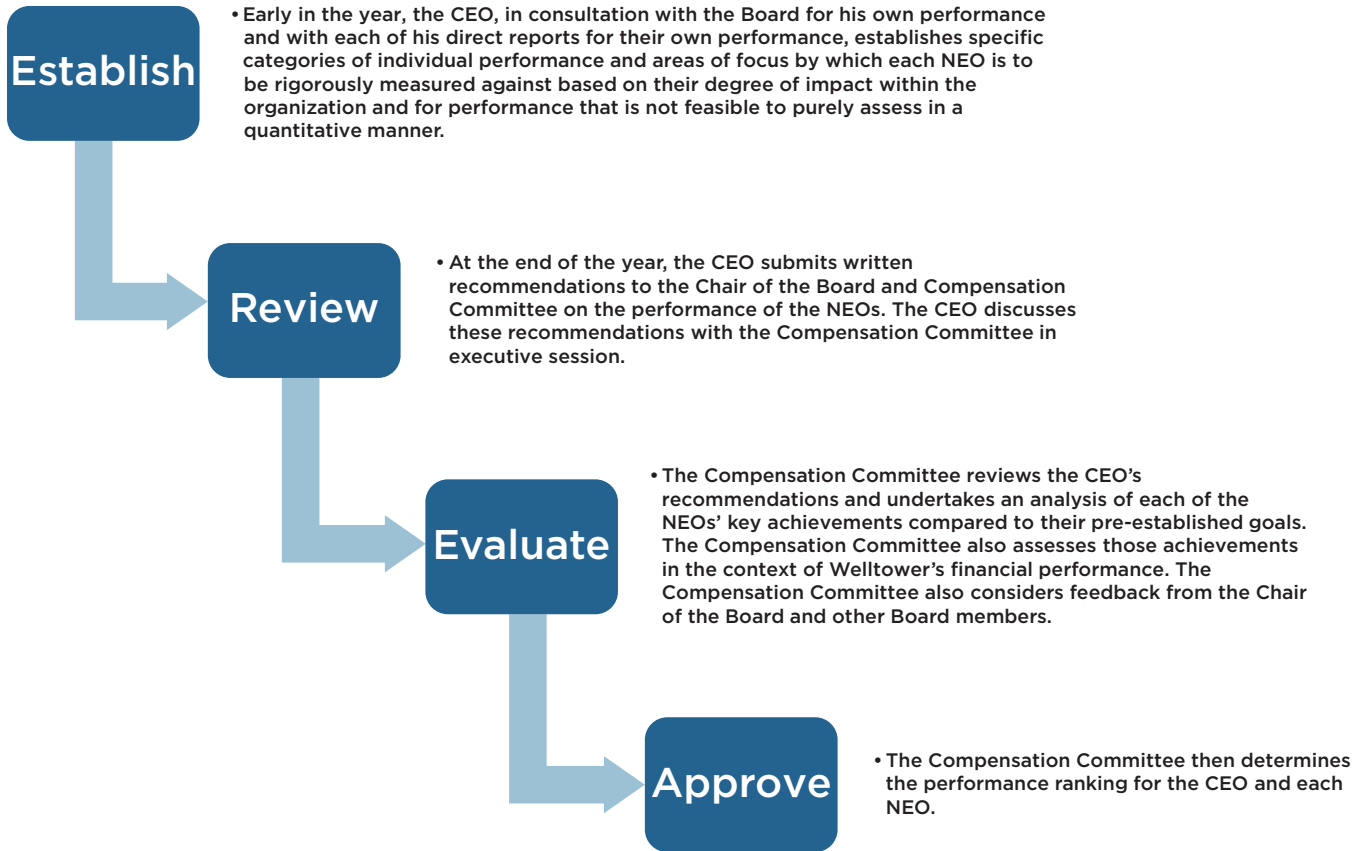 Establish
• Early in the year, the CEO, in consultation with the Board for his own performance
and with each of his direct reports for their own performance, establishes specific
categories of individual performance and areas of focus by which each NEO is to
be rigorously measured against based on their degree of impact within the
organization and for performance that is not feasible to purely assess in a
quantitative manner.
Review
• At the end of the year, the CEO submits written
recommendations to the Chair of the Board and Compensation
Committee on the performance of the NEOs. The CEO discusses
these recommendations with the Compensation Committee in
executive session.
Evaluate
• The Compensation Committee reviews the CEO’s
recommendations and undertakes an analysis of each of the
NEOs’ key achievements compared to their pre-established goals.
The Compensation Committee also assesses those achievements
in the context of Welltower’s financial performance. The
Compensation Committee also considers feedback from the Chair
of the Board and other Board members.
Approve
• The Compensation Committee then determines
the performance ranking for the CEO and each
NEO.